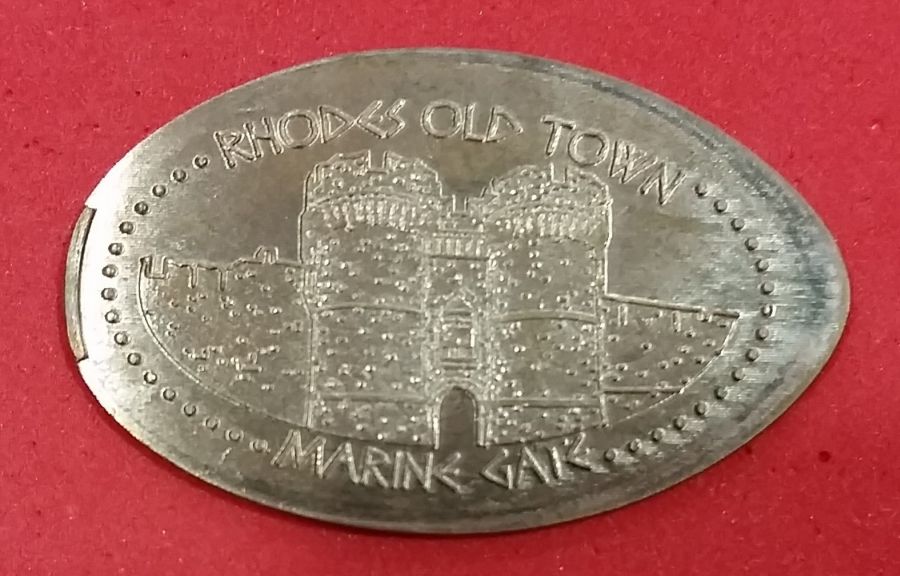 RHODES OLD TOWN
MARINE GATE